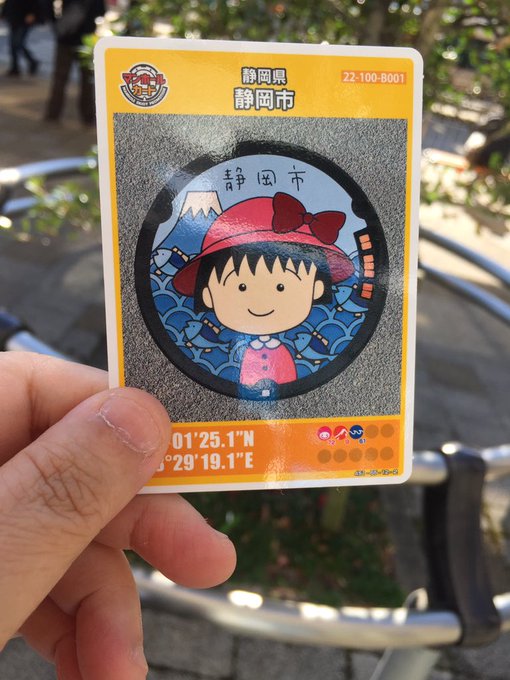 マンホール
カード
静岡県
静岡市
22-100-B001
静岡市
01'25.1"N
°29'19.1"E